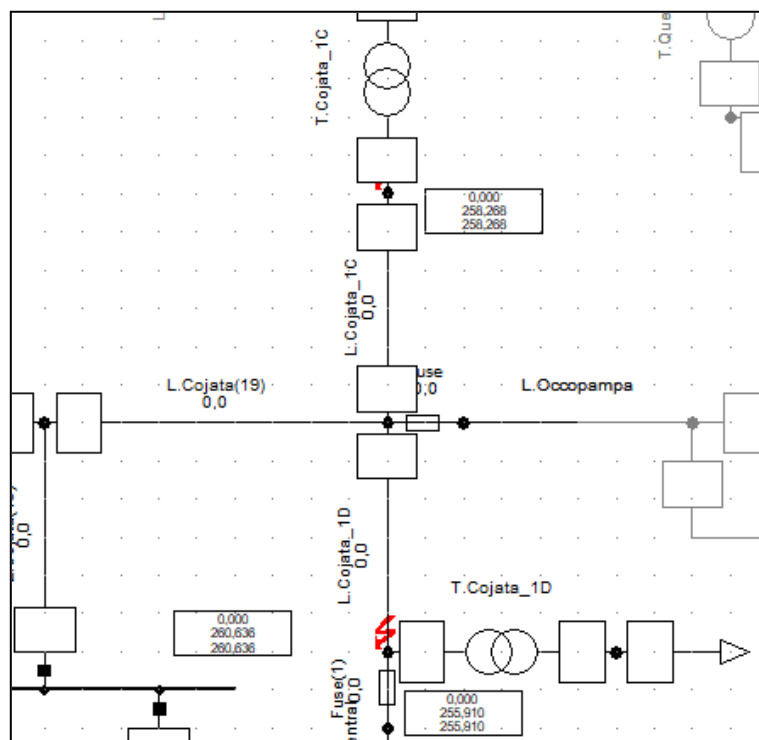 T.Cojata_1C
T.Que
0,000
258,268
258,268
L.Cojata_1C
0,0
L.Cojata(19)
0,0
use
0;0
L.Occopampa
L.Cojata_1D
0,0
0,0
T.Cojata_1D
0,000
260,636
260,636
Fuse(1)
0,0
entral
0,000
255,910
255,910